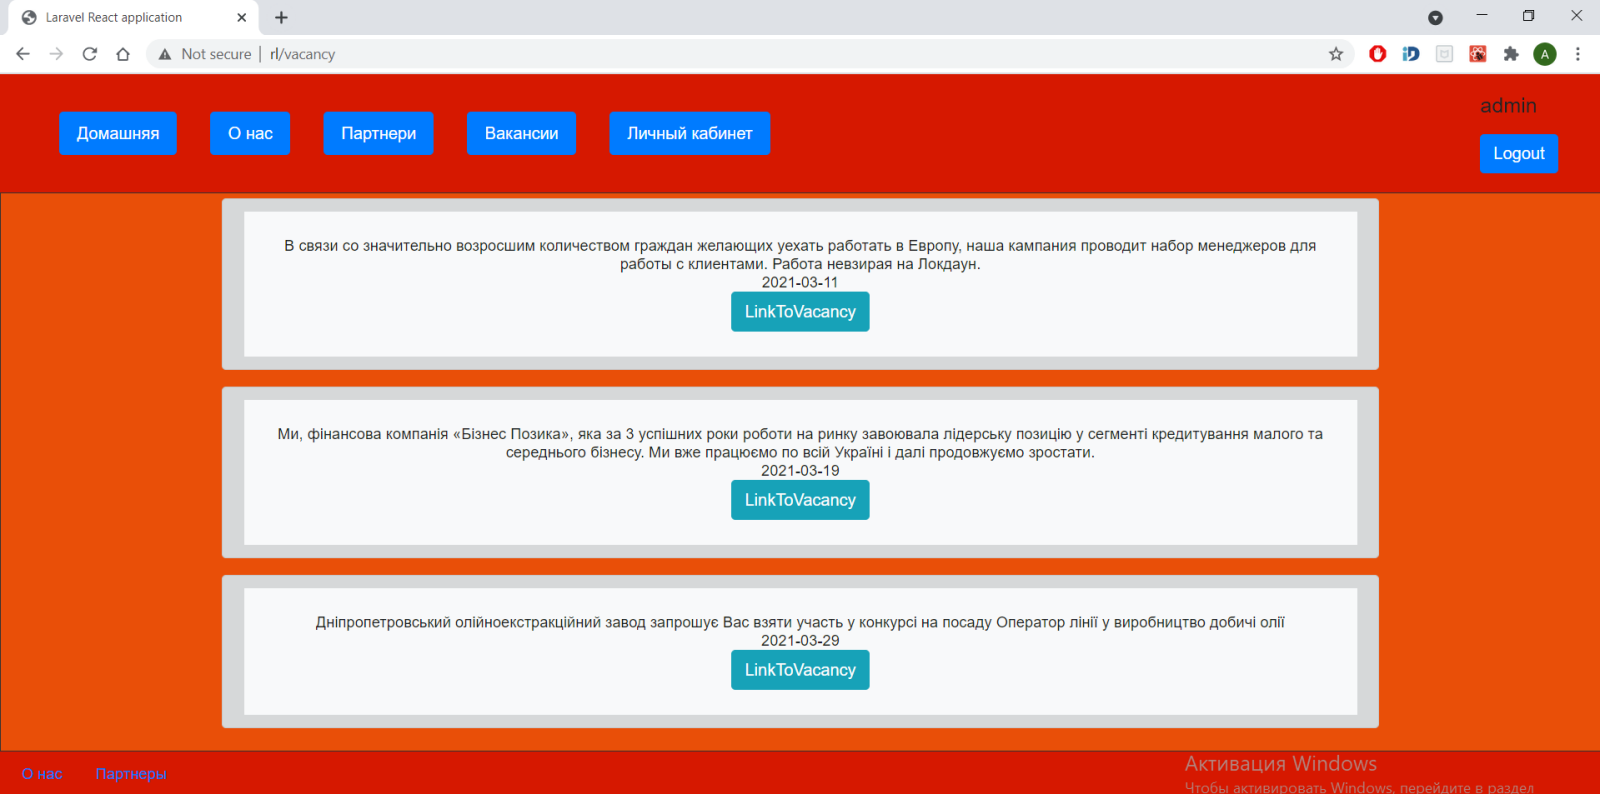 Laravel React application
Not secure | rl/vacancy
A
admin
Домашняя О нас Партнери Вакансии Личный кабинет
Logout
В связи со значительно возросшим количеством граждан желающих уехать работать в Европу, наша кампания проводит набор менеджеров для
работы с клиентами. Работа невзирая на Локдаун.
2021-03-11
LinkToVacancy
Ми, фінансова компанія «Бізнес Позика», яка за 3 успішних роки роботи на ринку завоювала лідерську позицію у сегменті кредитування малого та
середнього бізнесу. Ми вже працюємо по всій Україні і далі продовжуємо зростати.
2021-03-19
LinkToVacancy
Дніпропетровський олійноекстракційний завод запрошує Вас взяти участь у конкурсі на посаду Оператор лінії у виробництво добичі олії
2021-03-29
LinkToVacancy
О нас Партнеры
Активация Windows
Чтобы активировать Windows, перейдите в раздел